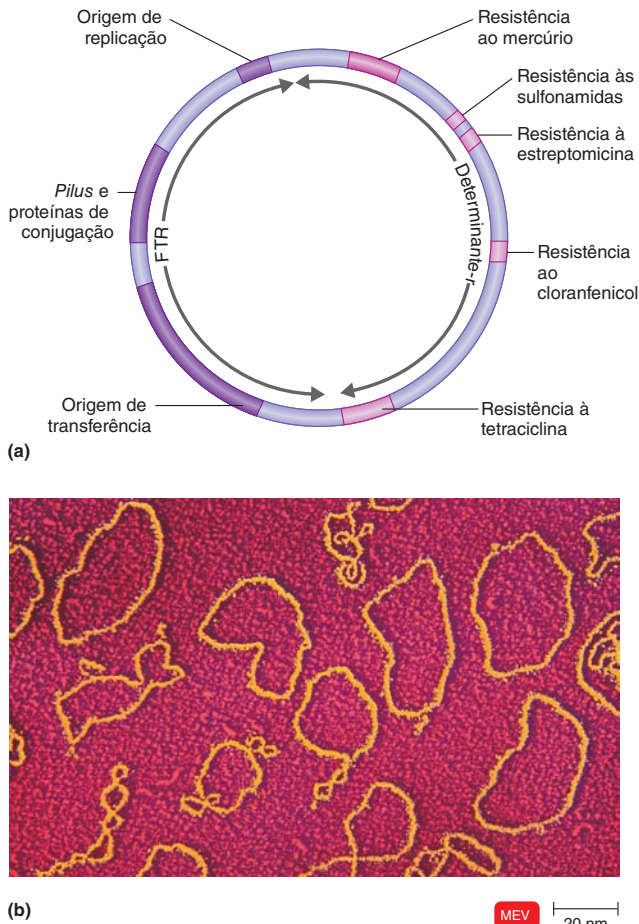 Origem de
replicação
Resistência
ao mercúrio
Resistência às
sulfonamidas
Resistência à
estreptomicina
Pilus e
proteínas de
conjugação
FTR
Determinante-r
Resistência
ao
cloranfenicol
Origem de
transferência
Resistência à
tetraciclina
(a)
(b)
MEV
20 nm